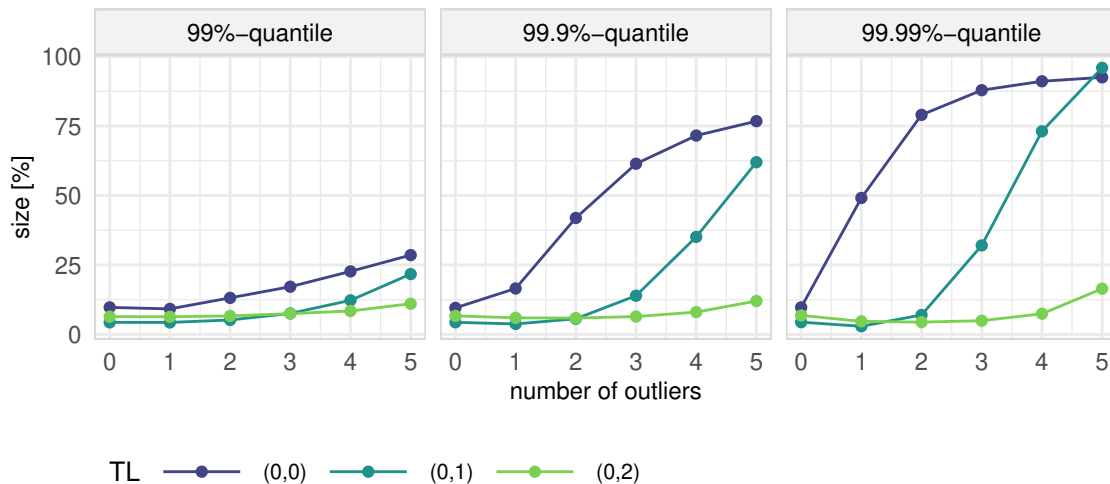 99%−quantile 99.9%−quantile 99.99%−quantile
100
75
50
25
0
size [%]
0 1 2 3 4 5 0 1 2 3 4 5 0 1 2 3 4 5
number of outliers
TL (0,0) (0,1) (0,2)